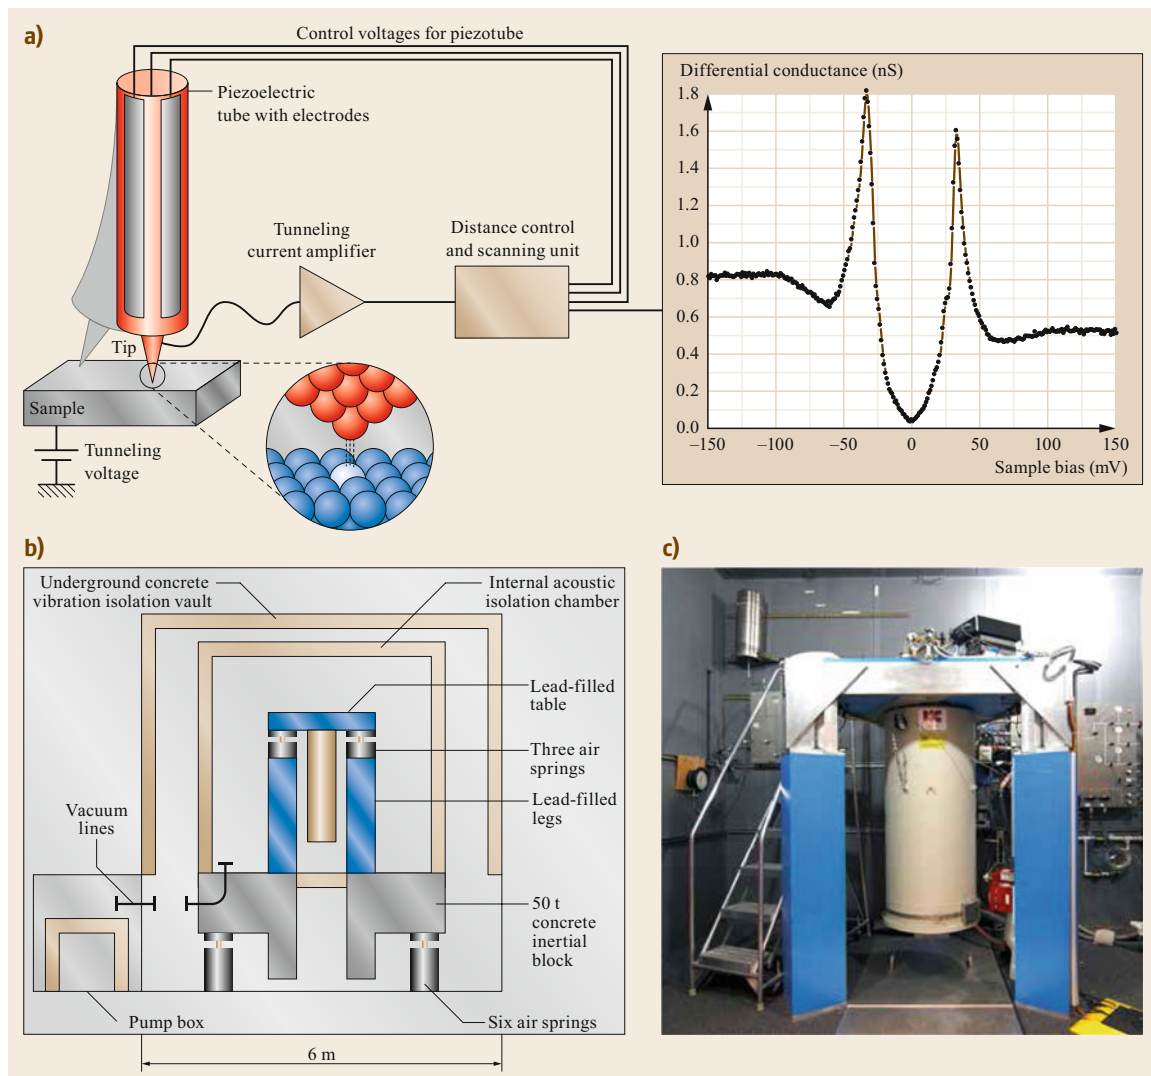 a)
Control voltages for piezotube
Piezoelectric
tube with electrodes
Tunneling
current amplifier
Distance control
and scanning unit
Tip
Sample
Tunneling
voltage
Differential conductance (nS)
1.8
1.6
1.4
1.2
1.0
0.8
0.6
0.4
0.2
0.0
−150
−100
−50
0
50
100
150
Sample bias (mV)
b)
Underground concrete
vibration isolation vault
Internal acoustic
isolation chamber
Lead-filled
table
Three air
springs
Lead-filled
legs
Vacuum
lines
50 t
concrete
inertial
block
Pump box
Six air springs
6 m
c)